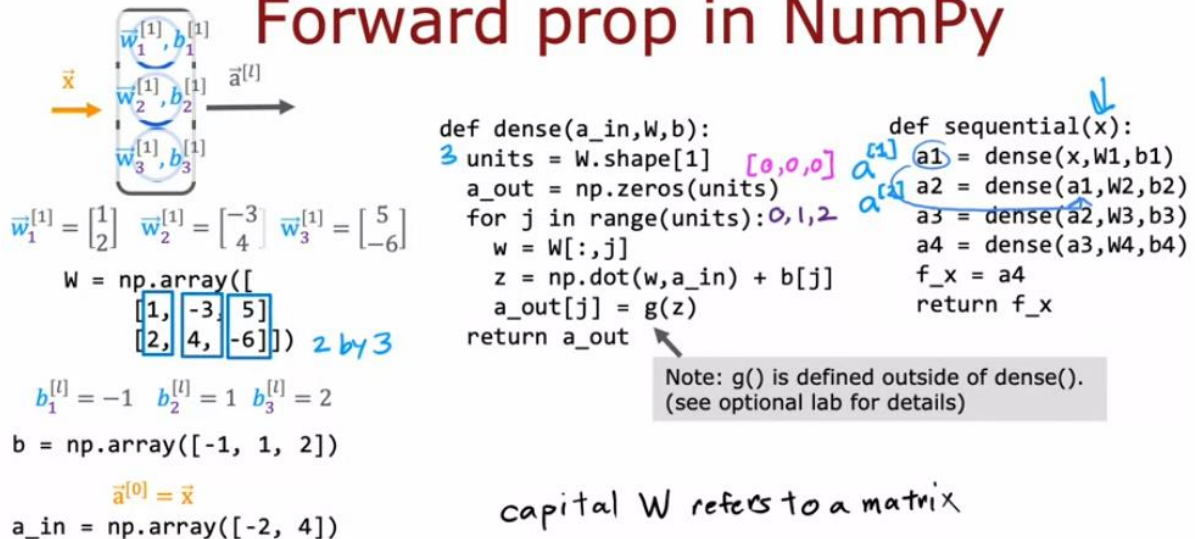 Forward prop in NumPy
w⃗₁^[1], b₁^[1]
w⃗₂^[1], b₂^[1]
w⃗₃^[1], b₃^[1]
x⃗
a⃗^[l]
w⃗₁^[1] = [1 2] w⃗₂^[1] = [-3 4] w⃗₃^[1] = [5 -6]
W = np.array([
[1, -3, 5]
[2, 4, -6]]) 2 by 3
b₁^[l] = −1 b₂^[l] = 1 b₃^[l] = 2
b = np.array([-1, 1, 2])
a⃗^[0] = x⃗
a_in = np.array([-2, 4])
def dense(a_in,W,b):
3 units = W.shape[1] [0,0,0]
a_out = np.zeros(units)
for j in range(units): 0,1,2
w = W[:,j]
z = np.dot(w,a_in) + b[j]
a_out[j] = g(z)
return a_out
Note: g() is defined outside of dense().
(see optional lab for details)
def sequential(x):
a^[1] a1 = dense(x,W1,b1)
a^[2] a2 = dense(a1,W2,b2)
a3 = dense(a2,W3,b3)
a4 = dense(a3,W4,b4)
f_x = a4
return f_x
capital W refers to a matrix